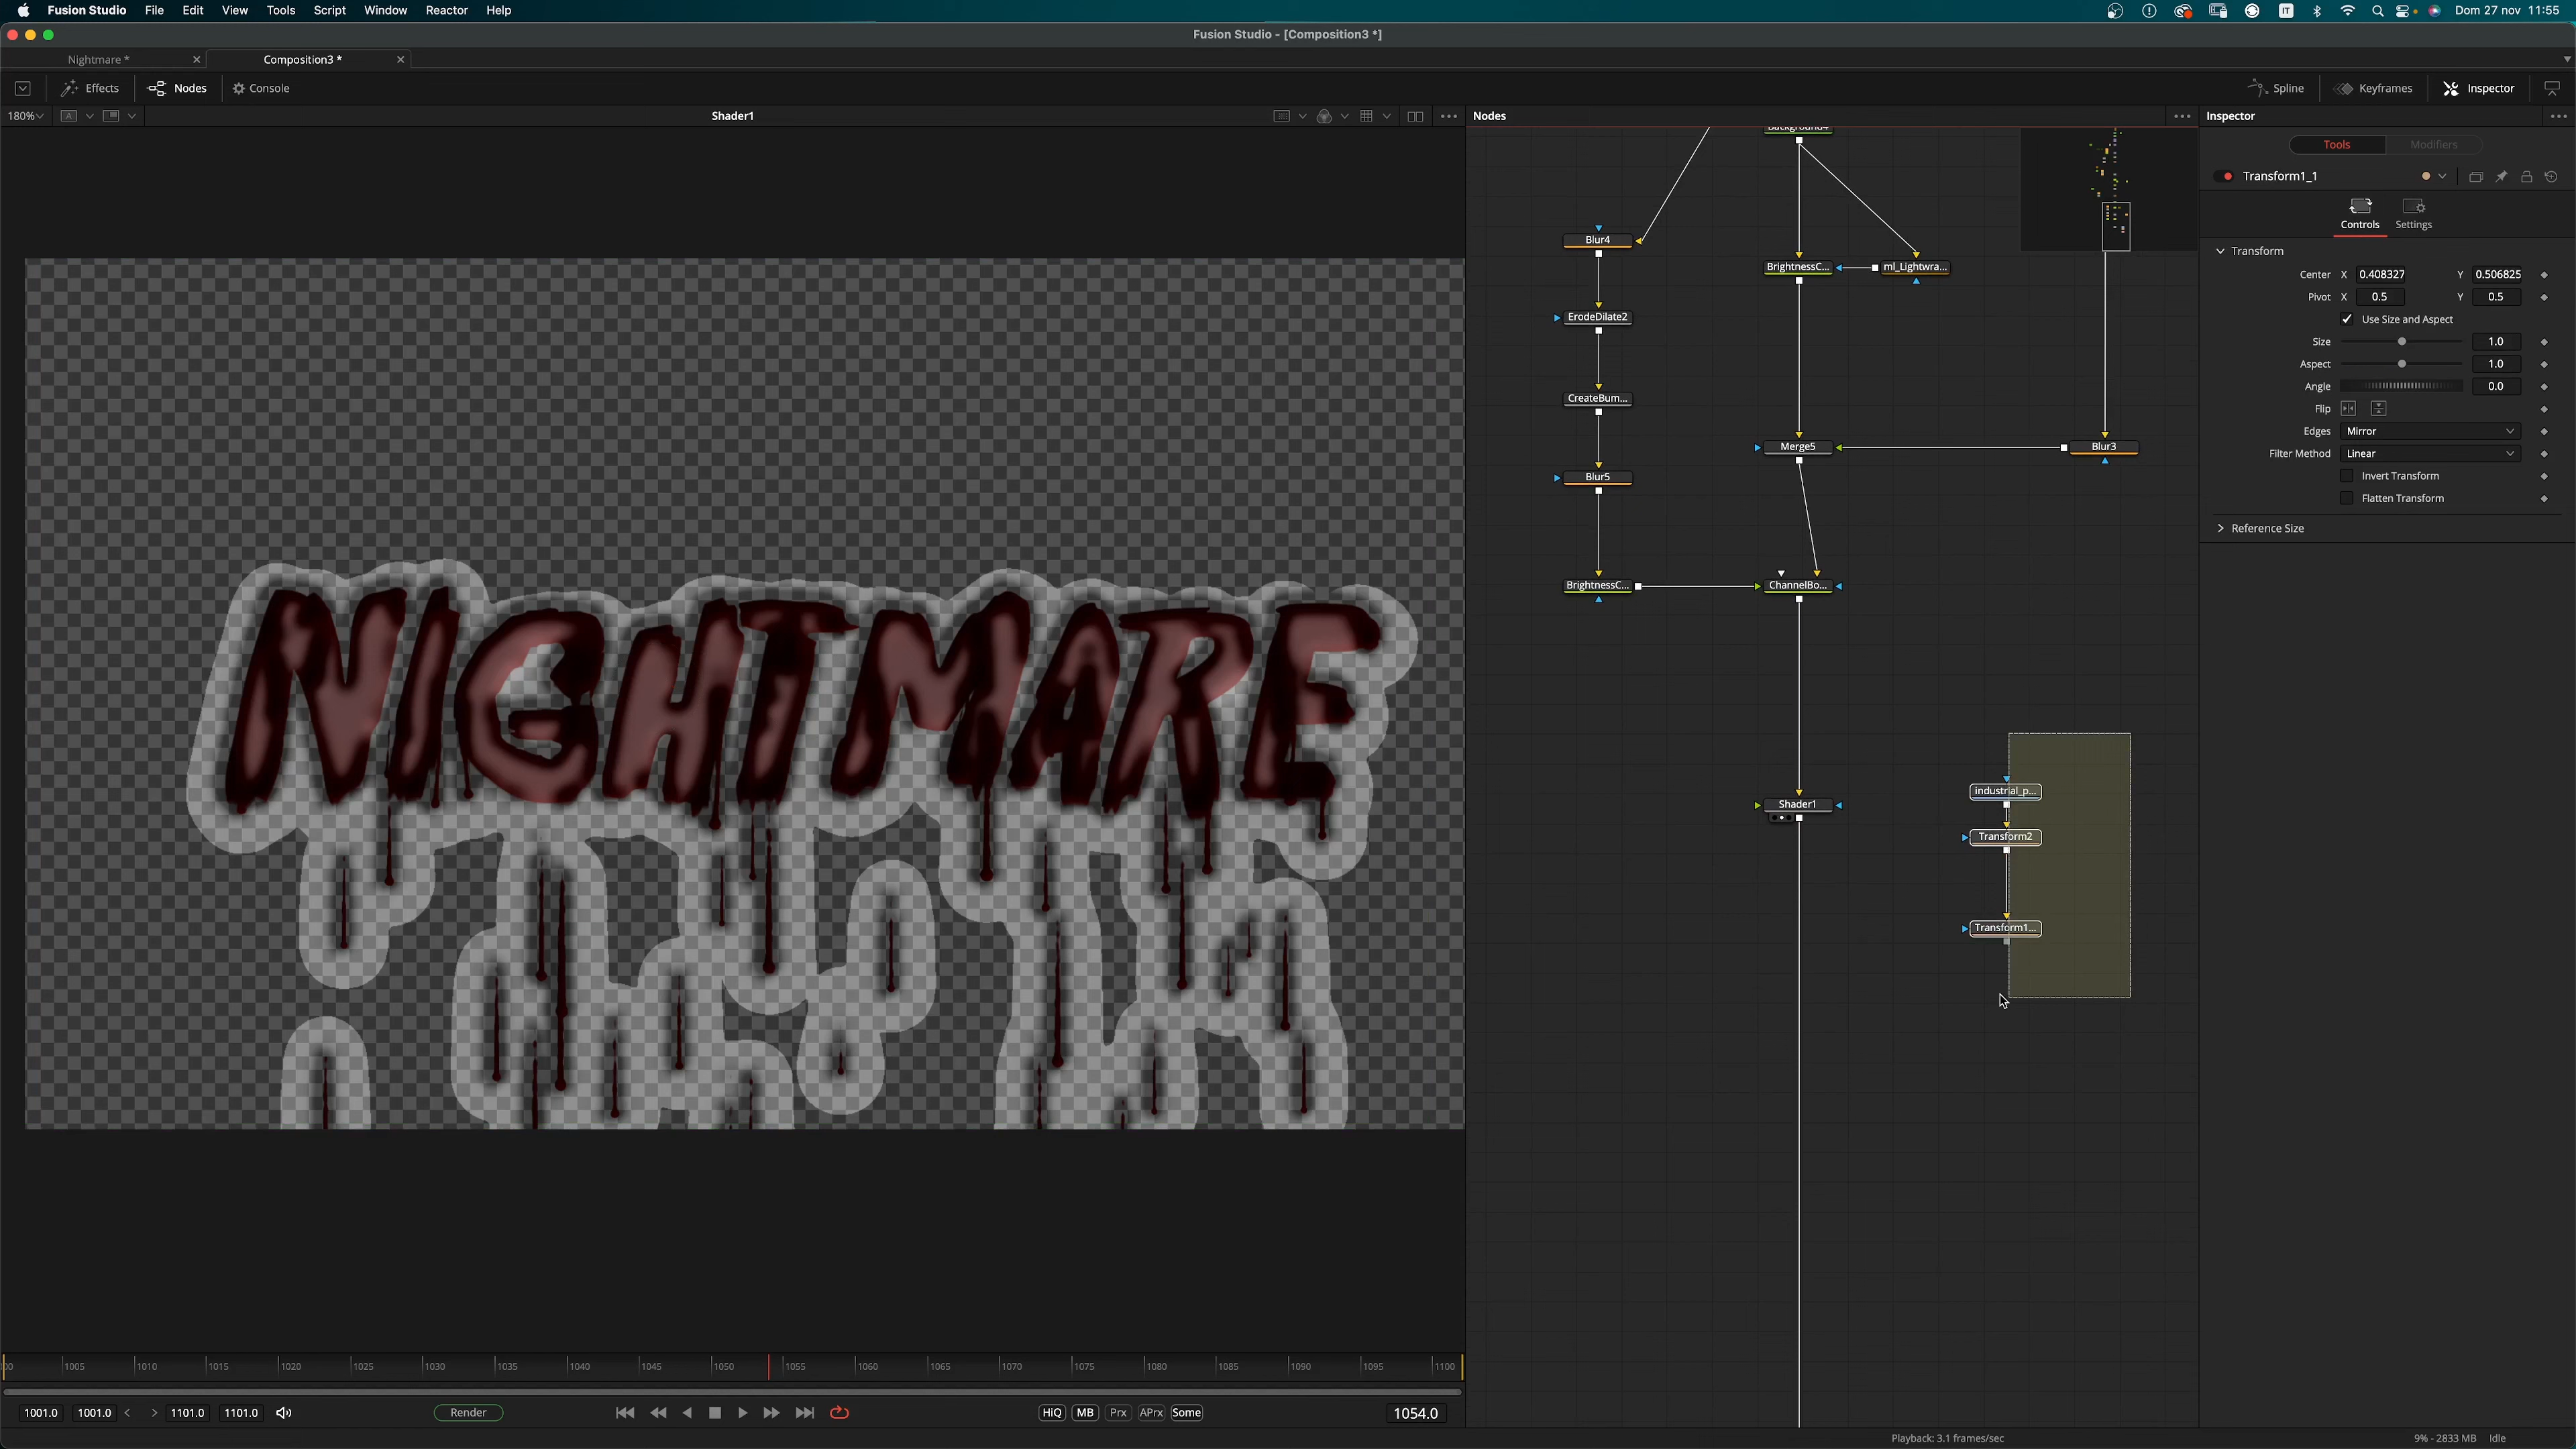 Fusion Studio File Edit View Tools Script Window Reactor Help
IT Dom 27 nov 11:55
Fusion Studio - [Composition3 *]
Nightmare * Composition3 *
Effects Nodes Console Spline Keyframes Inspector
180% A Shader1
Nodes
Inspector
Tools Modifiers
Transform1_1
Controls Settings
Transform
Center X 0.408327 Y 0.506825
Pivot X 0.5 Y 0.5
Use Size and Aspect
Size 1.0
Aspect 1.0
Angle 0.0
Flip
Edges Mirror
Filter Method Linear
Invert Transform
Flatten Transform
Reference Size
Background4
Blur4
BrightnessC... ml_Lightwra...
ErodeDilate2
CreateBum...
Merge5 Blur3
Blur5
BrightnessC... ChannelBo...
industrial_p...
Shader1
Transform2
Transform1...
NIGHTMARE
1005 1010 1015 1020 1025 1030 1035 1040 1045 1050 1055 1060 1065 1070 1075 1080 1085 1090 1095 1100
1001.0 1001.0 < > 1101.0 1101.0 Render HiQ MB Prx APrx Some 1054.0
Playback: 3.1 frames/sec 9% - 2833 MB Idle